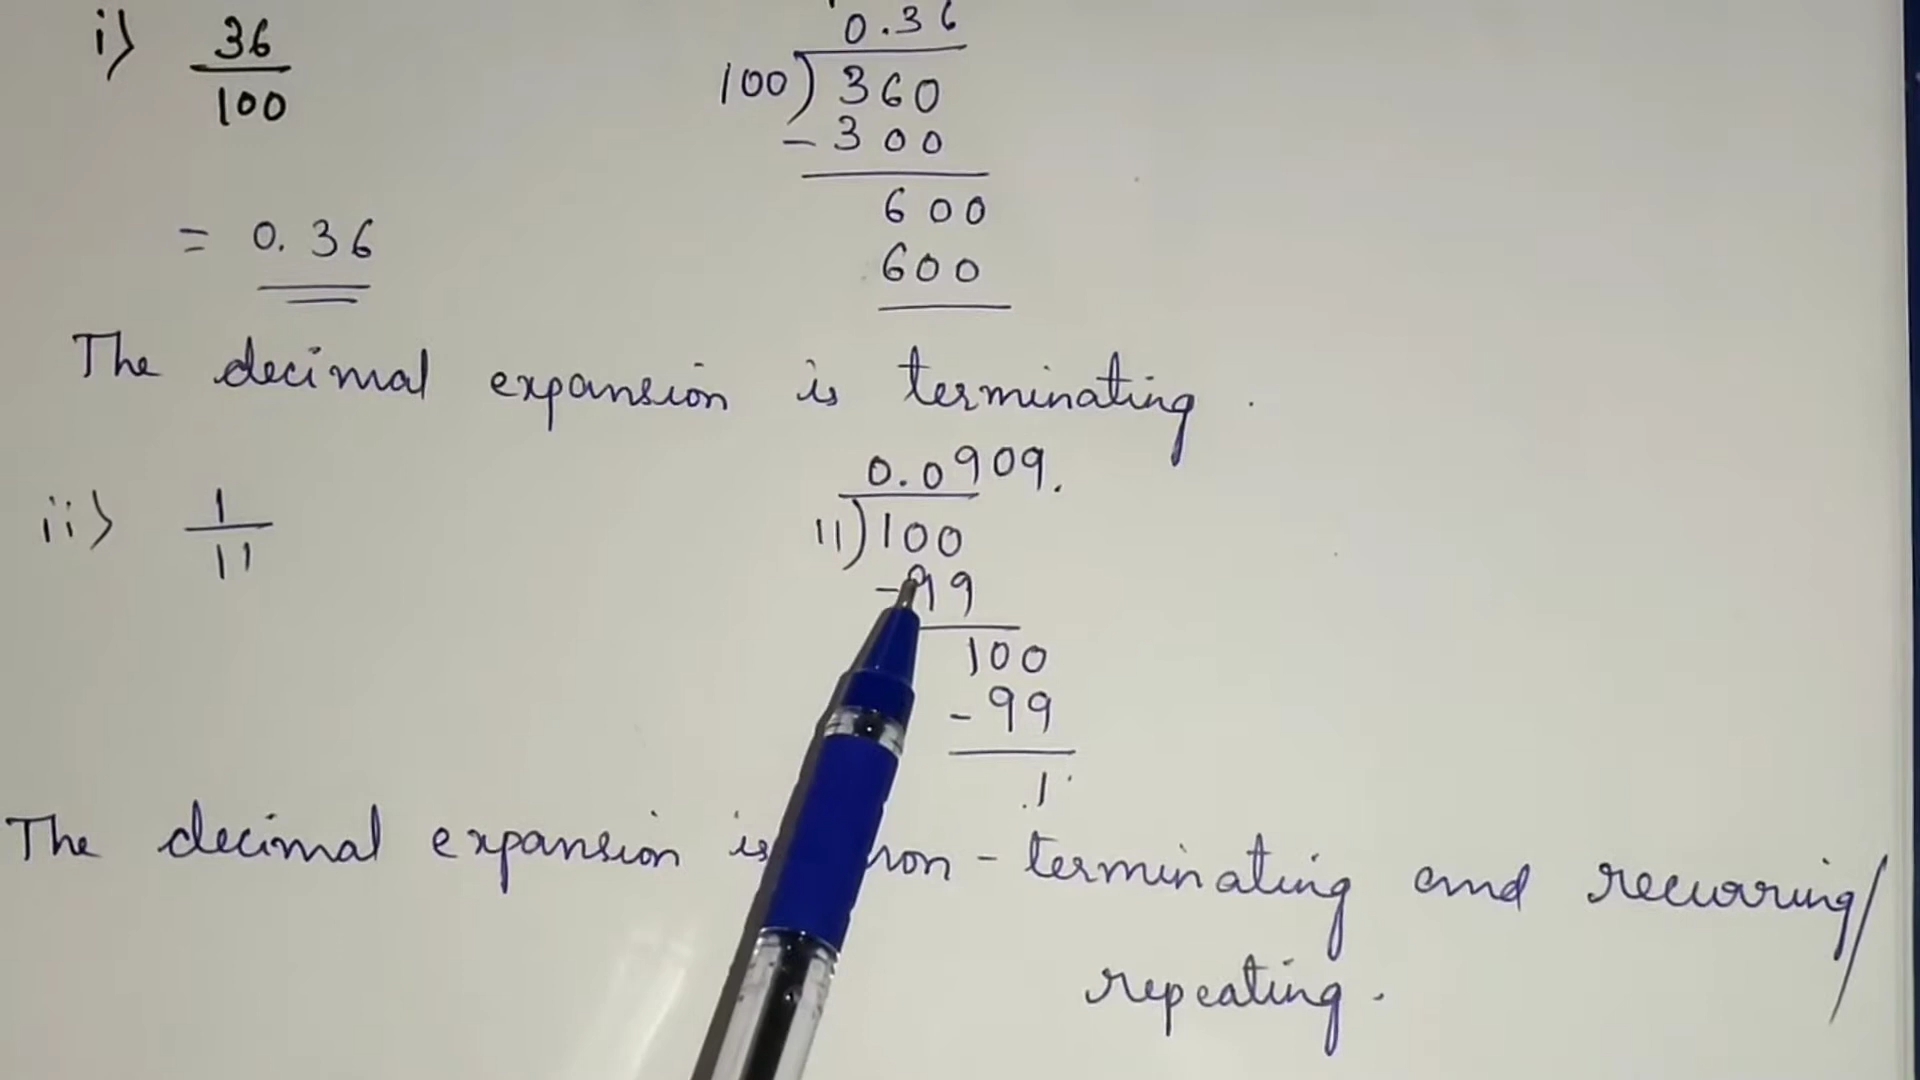 i) 36/100
0.36
100)360
-300
600
600
= 0.36
The decimal expansion is terminating.
ii) 1/11
0.0909.
11)100
-99
100
-99
1
The decimal expansion is non-terminating and recurring/
repeating.